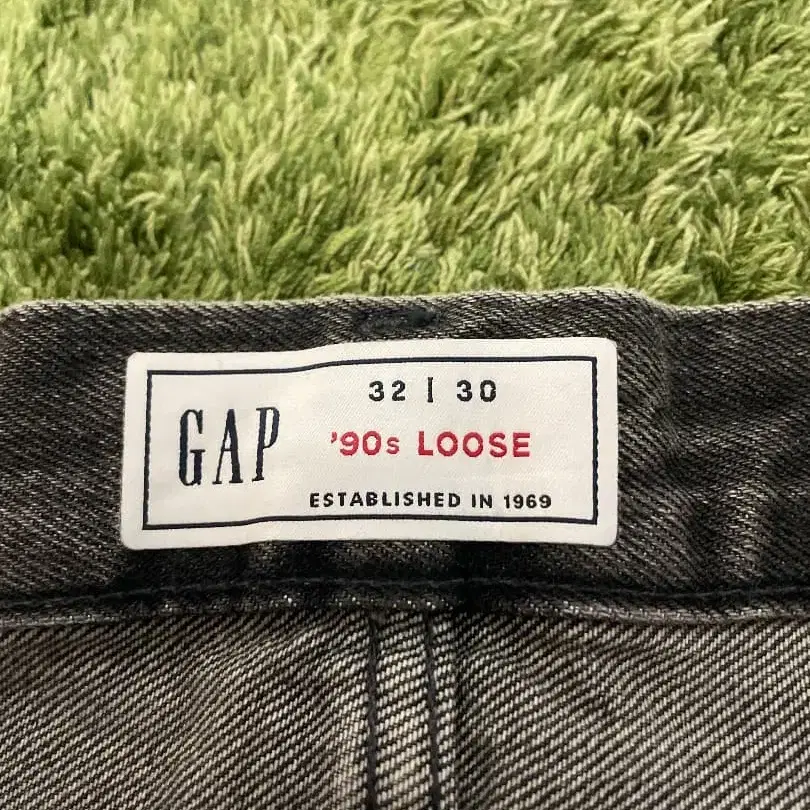 GAP
32 | 30
'90s LOOSE
ESTABLISHED IN 1969